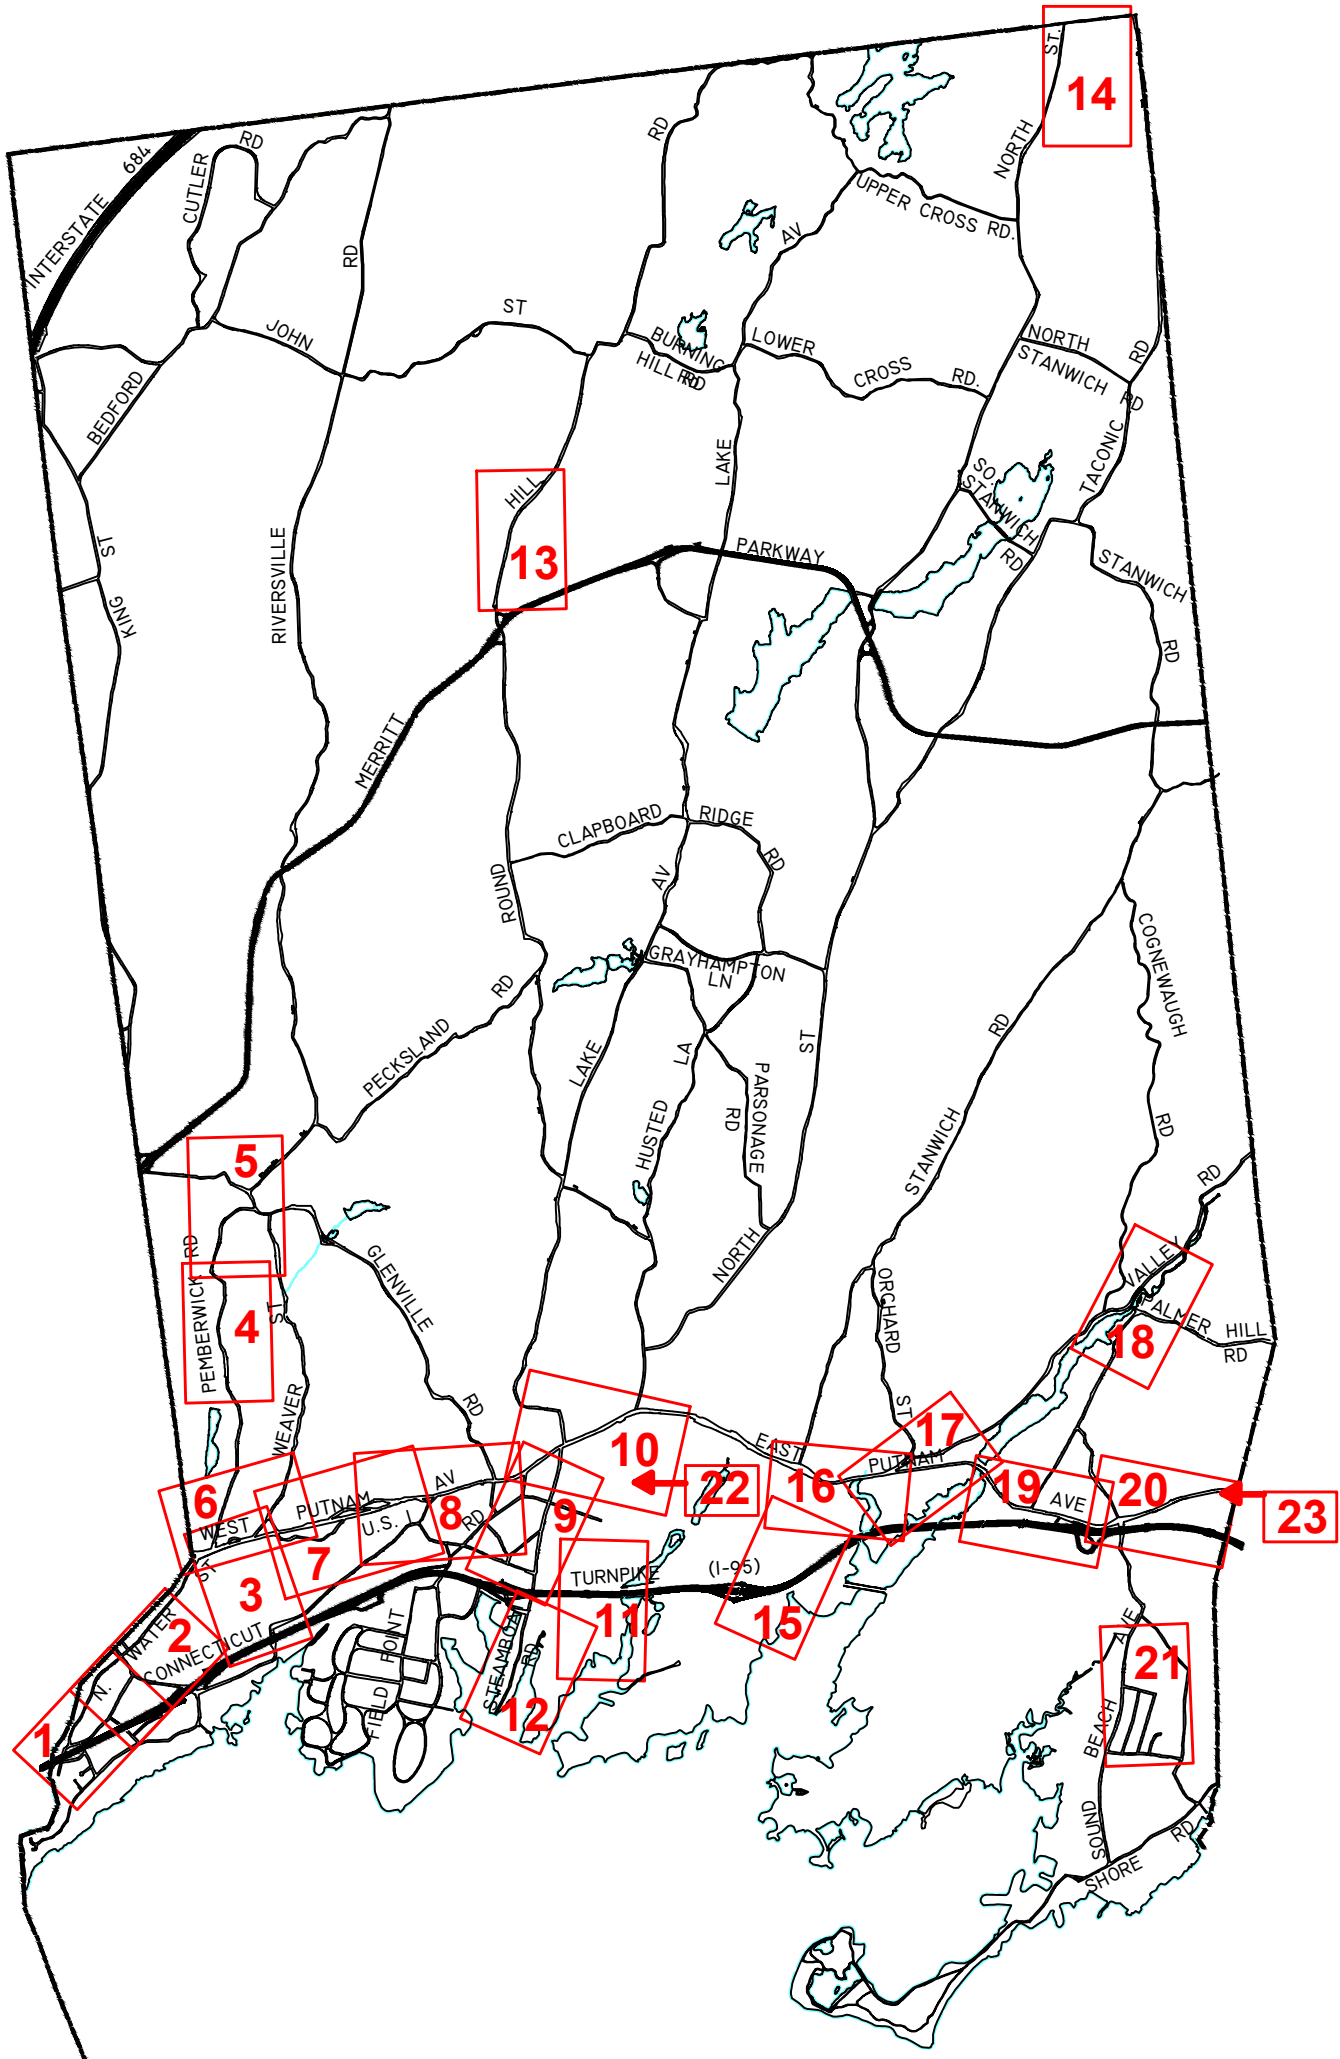 ST.
14
NORTH
INTERSTATE 684
CUTLER RD
RD
RD
UPPER CROSS RD.
AV
JOHN ST
BURNING
HILL RD
RD
LOWER CROSS RD.
NORTH
STANWICH RD
RD
BEDFORD
LAKE
TACONIC
SO.
STANWICH
RD
HILL
13
PARKWAY
STANWICH RD
ST
KING
RIVERSVILLE
MERRITT
CLAPBOARD RIDGE RD
AV
ROUND
GRAYHAMPTON
LN
COGNEWAUGH
RD
RD
PECKSLAND
LAKE
LA
HUSTED
PARSONAGE
RD
ST
RD
STANWICH
NORTH
5
PEMBERWICK RD
4
ST
WEAVER
GLENVILLE
RD
ORCHARD
ST
VALLEY
RD
PALMER
HILL
RD
18
6
WEST
PUTNAM
AV
U.S. 1
8
RD
7
9
10
22
EAST
PUTNAM
AVE
16
17
19
20
23
ST
3
2
WATER
N.
CONNECTICUT
TURNPIKE
(I-95)
1
FIELD POINT
STEAMBOAT
RD
11
12
15
AVE
21
BEACH
SOUND
SHORE
RD